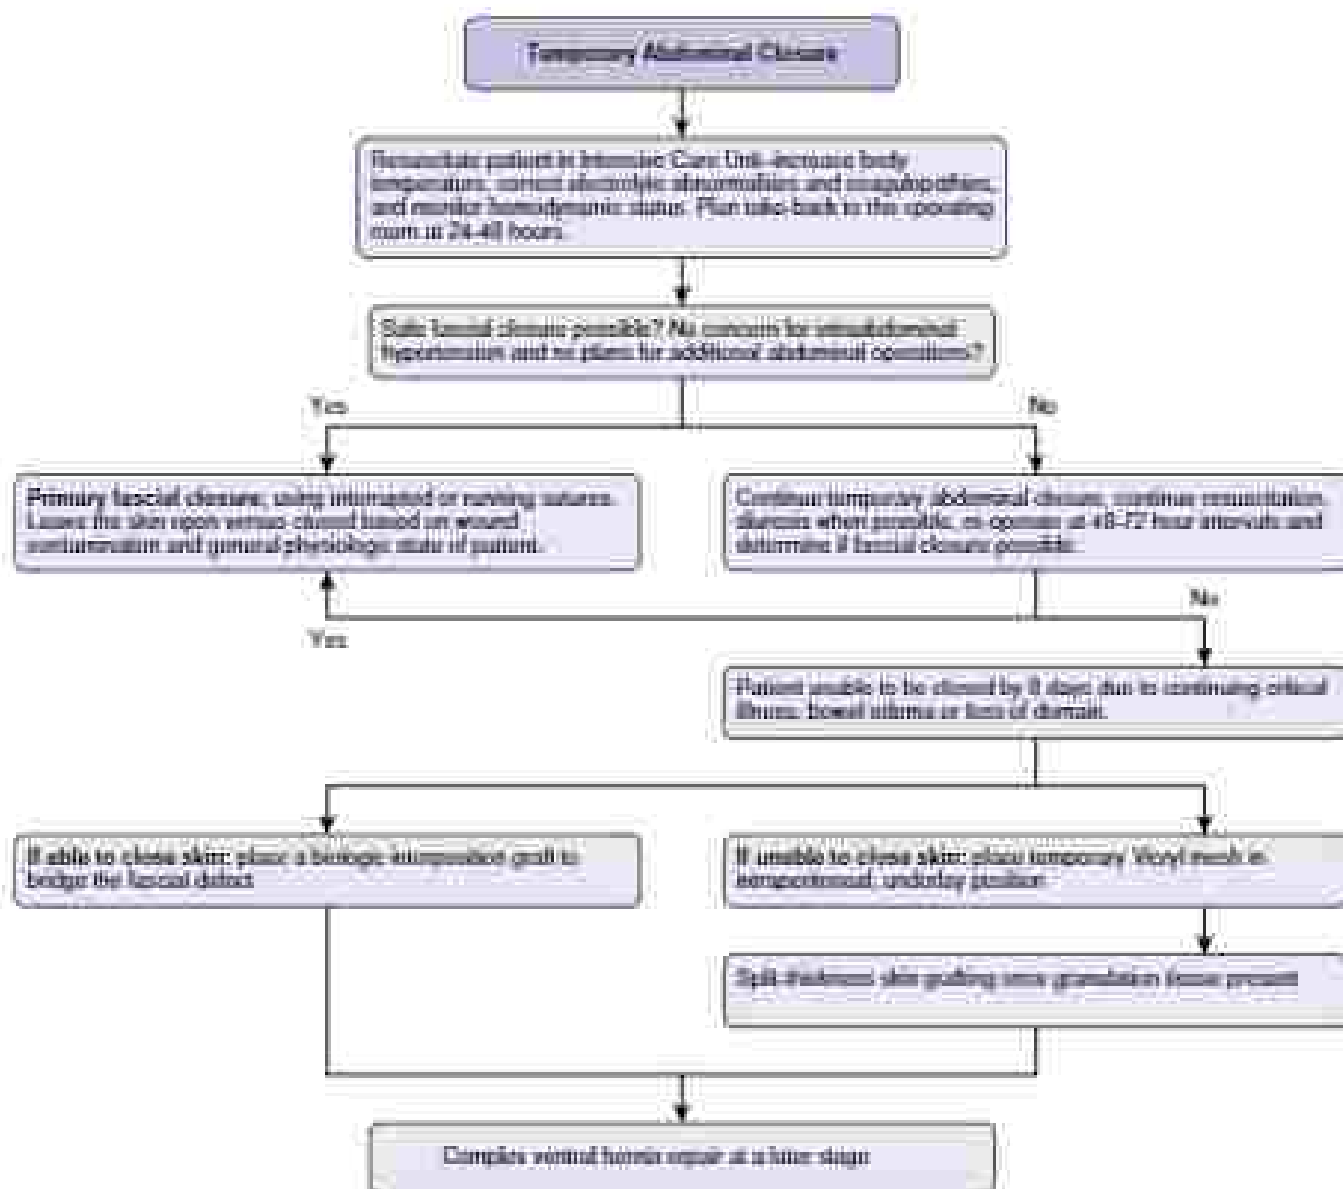 Temporary Abdominal Closure
Resuscitate patient in Intensive Care Unit-increase body
temperature, correct electrolyte abnormalities and coagulopathies,
and monitor hemodynamic status. Plan take-back to the operating
room at 24-48 hours.
Safe fascial closure possible? No concern for intraabdominal
hypertension and no plans for additional abdominal operations?
Yes
No
Primary fascial closure, using interrupted or running sutures.
Leave the skin open versus closed based on wound
contamination and general physiologic state of patient.
Continue temporary abdominal closure, continue resuscitation,
diuresis when possible, re-operate at 48-72 hour intervals and
determine if fascial closure possible.
No
Yes
Patient unable to be closed by 8 days due to continuing critical
illness, bowel edema or loss of domain.
If able to close skin: place a biologic interposition graft to
bridge the fascial defect
If unable to close skin: place temporary Vicryl mesh in
intraperitoneal, underlay position
Split-thickness skin grafting once granulation tissue present
Complex ventral hernia repair at a later stage